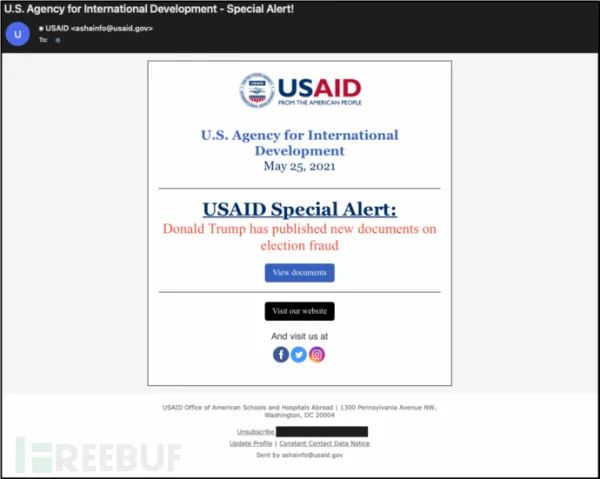 U.S. Agency for International Development - Special Alert!
U
USAID <ashainfo@usaid.gov>
To:
USAID
FROM THE AMERICAN PEOPLE
U.S. Agency for International
Development
May 25, 2021
USAID Special Alert:
Donald Trump has published new documents on
election fraud
View documents
Visit our website
And visit us at
USAID Office of American Schools and Hospitals Abroad | 1300 Pennsylvania Avenue NW,
Washington, DC 20004
Unsubscribe
Update Profile | Constant Contact Data Notice
Sent by ashainfo@usaid.gov
FREEBUF